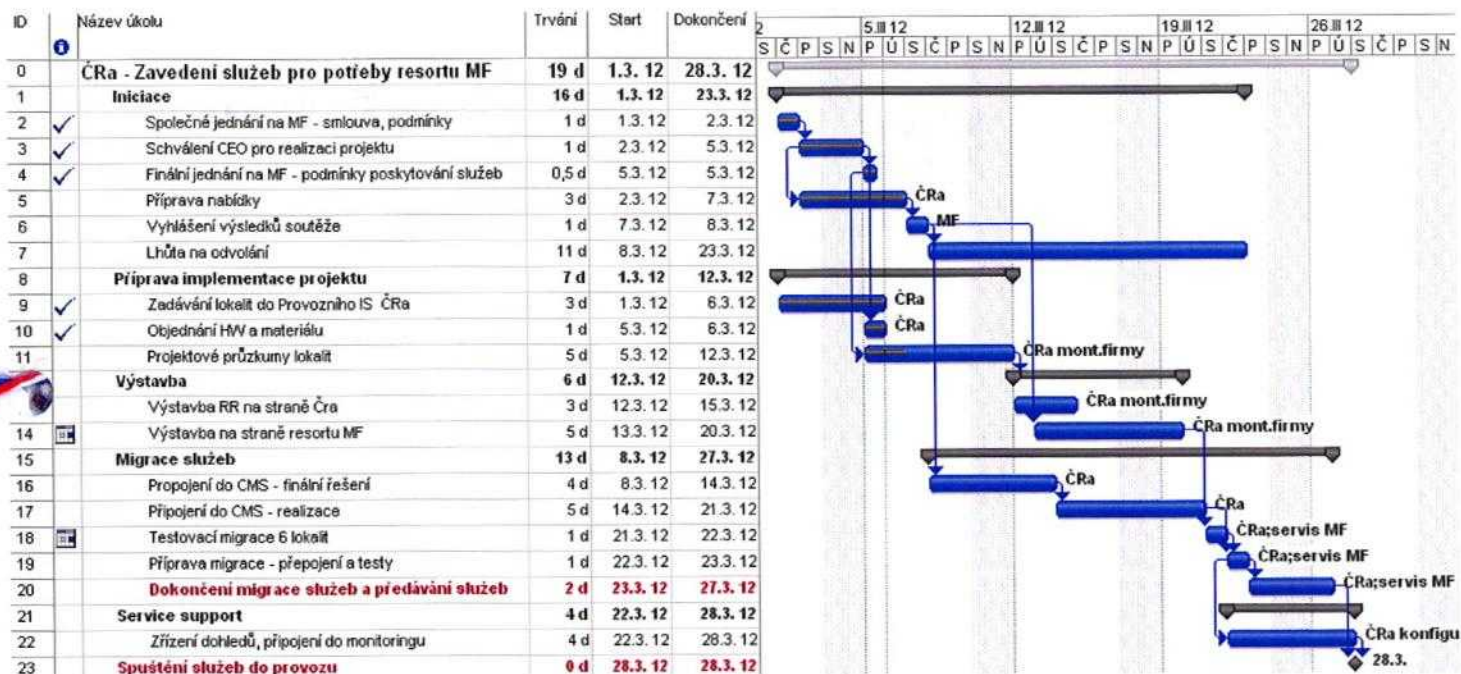 ID Název úkolu Trvání Start Dokončení 2 5.III 12 12.III 12 19.III 12 26.III 12
S Č P S N P Ú S Č P S N P Ú S Č P S N P Ú S Č P S N P Ú S Č P S N
0 ČRa - Zavedení služeb pro potřeby resortu MF 19 d 1.3. 12 28.3. 12
1 Iniciace 16 d 1.3. 12 23.3. 12
2 Společné jednání na MF - smlouva, podmínky 1 d 1.3. 12 2.3. 12
3 Schválení CEO pro realizaci projektu 1 d 2.3. 12 5.3. 12
4 Finální jednání na MF - podmínky poskytování služeb 0,5 d 5.3. 12 5.3. 12
5 Příprava nabídky 3 d 2.3. 12 7.3. 12 ČRa
6 Vyhlášení výsledků soutěže 1 d 7.3. 12 8.3. 12 MF
7 Lhůta na odvolání 11 d 8.3. 12 23.3. 12
8 Příprava implementace projektu 7 d 1.3. 12 12.3. 12
9 Zadávání lokalit do Provozního IS ČRa 3 d 1.3. 12 6.3. 12 ČRa
10 Objednání HW a materiálu 1 d 5.3. 12 6.3. 12 ČRa
11 Projektové průzkumy lokalit 5 d 5.3. 12 12.3. 12 ČRa mont.firmy
Výstavba 6 d 12.3. 12 20.3. 12
Výstavba RR na straně Čra 3 d 12.3. 12 15.3. 12 ČRa mont.firmy
14 Výstavba na straně resortu MF 5 d 13.3. 12 20.3. 12 ČRa mont.firmy
15 Migrace služeb 13 d 8.3. 12 27.3. 12
16 Propojení do CMS - finální řešení 4 d 8.3. 12 14.3. 12 ČRa
17 Připojení do CMS - realizace 5 d 14.3. 12 21.3. 12 ČRa
18 Testovací migrace 6 lokalit 1 d 21.3. 12 22.3. 12 ČRa;servis MF
19 Příprava migrace - přepojení a testy 1 d 22.3. 12 23.3. 12 ČRa;servis MF
20 Dokončení migrace služeb a předávání služeb 2 d 23.3. 12 27.3. 12 ČRa;servis MF
21 Service support 4 d 22.3. 12 28.3. 12
22 Zřízení dohledů, připojení do monitoringu 4 d 22.3. 12 28.3. 12 ČRa konfigu
23 Spuštění služeb do provozu 0 d 28.3. 12 28.3. 12 28.3.